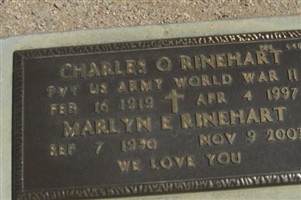 CHARLES O RINEHART
PVT US ARMY WORLD WAR II
FEB 16 1919 ✝ APR 4 1997
MARLYN E RINEHART
SEP 7 1930 NOV 9 2003
WE LOVE YOU